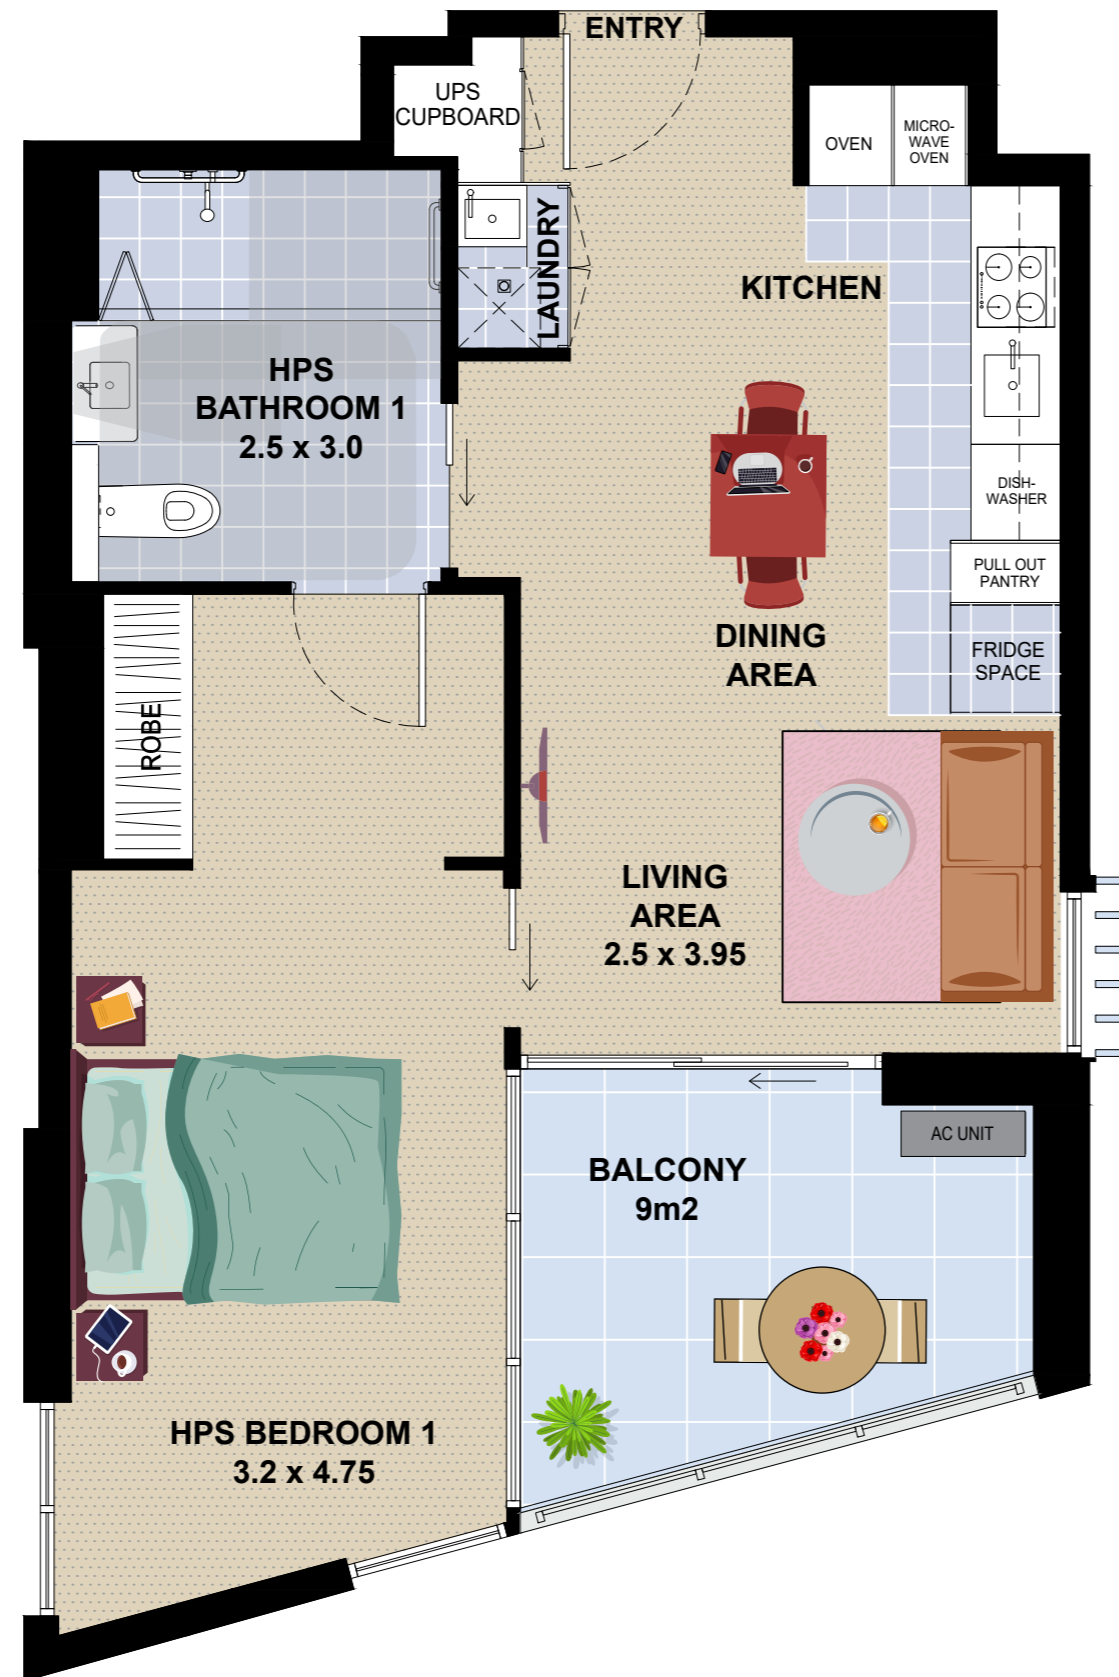 ENTRY
UPS
CUPBOARD
OVEN
MICRO-
WAVE
OVEN
LAUNDRY
KITCHEN
HPS
BATHROOM 1
2.5 x 3.0
DISH-
WASHER
PULL OUT
PANTRY
DINING
AREA
FRIDGE
SPACE
ROBE
LIVING
AREA
2.5 x 3.95
AC UNIT
BALCONY
9m2
HPS BEDROOM 1
3.2 x 4.75